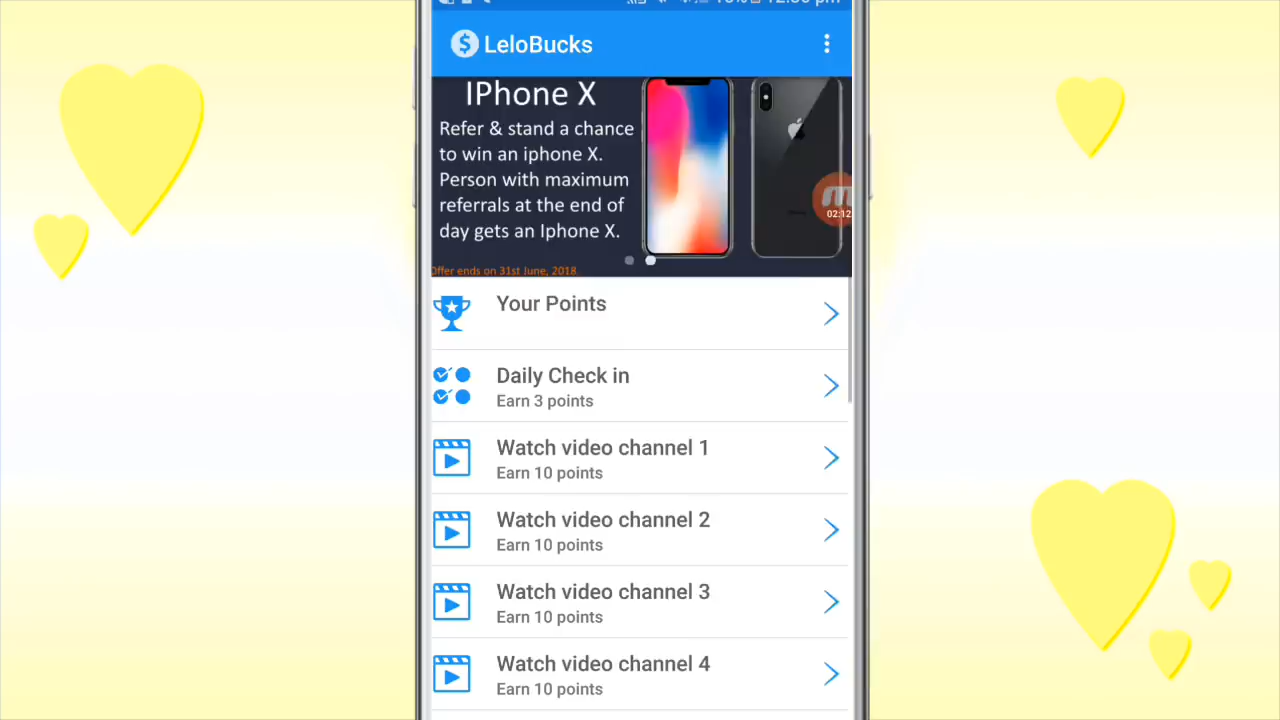 LeloBucks
IPhone X
Refer & stand a chance
to win an iphone X.
Person with maximum
referrals at the end of
day gets an Iphone X.
Offer ends on 31st June, 2018.
02:12
Your Points
Daily Check in
Earn 3 points
Watch video channel 1
Earn 10 points
Watch video channel 2
Earn 10 points
Watch video channel 3
Earn 10 points
Watch video channel 4
Earn 10 points